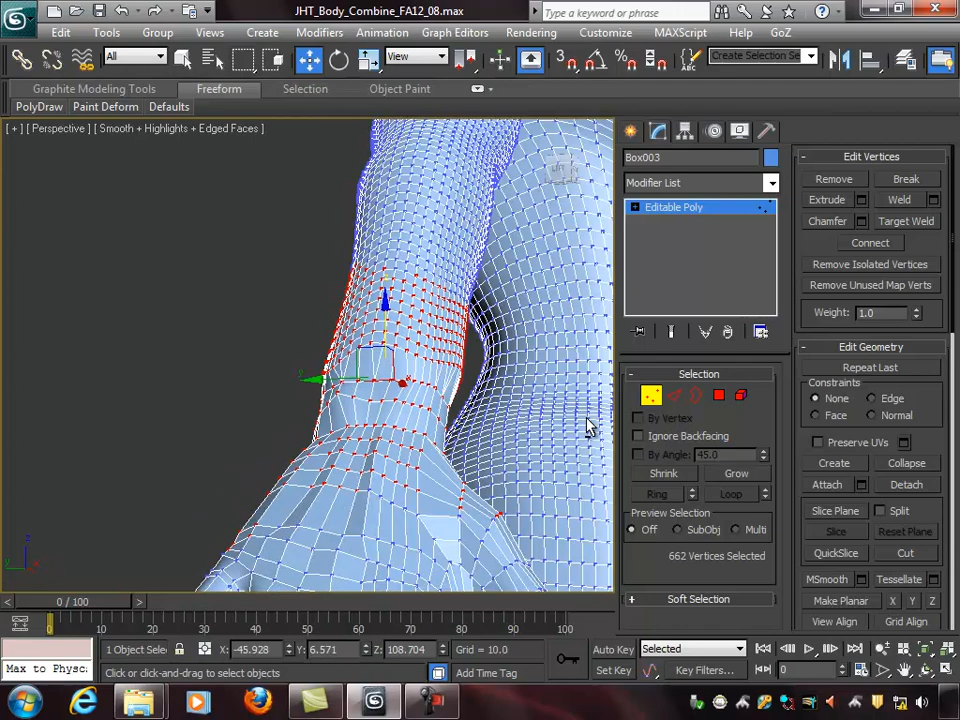 JHT_Body_Combine_FA12_08.max
Type a keyword or phrase
Edit Tools Group Views Create Modifiers Animation Graph Editors Rendering Customize MAXScript Help GoZ
All View 3 Create Selection Se
Graphite Modeling Tools Freeform Selection Object Paint
PolyDraw Paint Deform Defaults
[ + ] [ Perspective ] [ Smooth + Highlights + Edged Faces ]
Box003
Modifier List
Editable Poly
Selection
By Vertex
Ignore Backfacing
By Angle: 45.0
Shrink Grow
Ring Loop
Preview Selection
Off SubObj Multi
662 Vertices Selected
Soft Selection
Edit Vertices
Remove Break
Extrude Weld
Chamfer Target Weld
Connect
Remove Isolated Vertices
Remove Unused Map Verts
Weight: 1.0
Edit Geometry
Repeat Last
Constraints
None Edge
Face Normal
Preserve UVs
Create Collapse
Attach Detach
Slice Plane Split
Slice Reset Plane
QuickSlice Cut
MSmooth Tessellate
Make Planar X Y Z
View Align Grid Align
z
y x
0 / 100
0 10 20 30 40 50 60 70 80 90 100
1 Object Selec X: -45.928 Y: 6.571 Z: 108.704 Grid = 10.0
Auto Key Selected
Max to Physc Click or click-and-drag to select objects Add Time Tag
Set Key Key Filters... 0